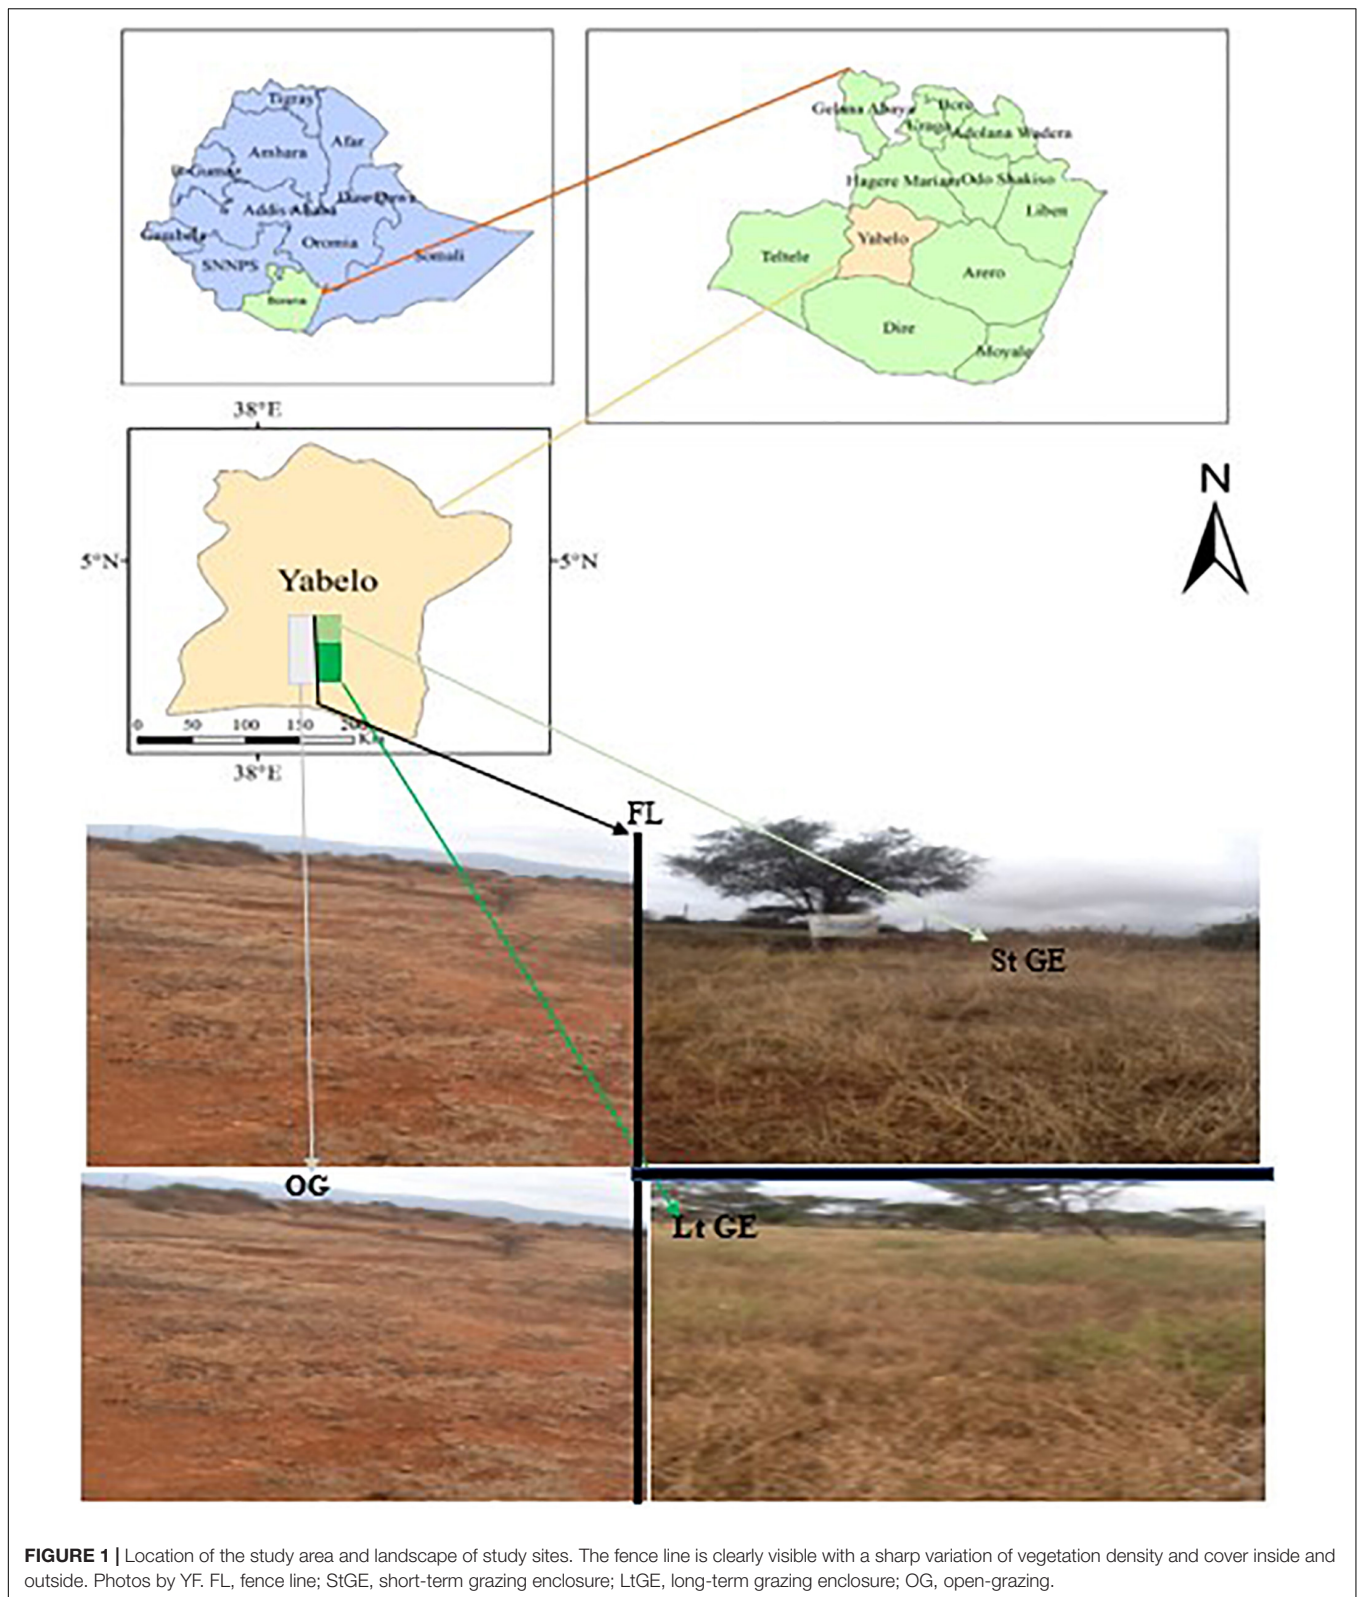 Tigray
Afar
Amhara
Addis Ababa
Dire Dawa
Gambela
Oromia
SNNPS
Somali
Borana
Gelana Abaya
Bore
Uraga
Adolana Wadera
Hagere Mariam
Odo Shakiso
Liben
Yabelo
Teltele
Arero
Dire
Moyale
38°E
N
5°N
5°N
Yabelo
0 50 100 150 200
Km
38°E
FL
St GE
OG
Lt GE
FIGURE 1 | Location of the study area and landscape of study sites. The fence line is clearly visible with a sharp variation of vegetation density and cover inside and
outside. Photos by YF. FL, fence line; StGE, short-term grazing enclosure; LtGE, long-term grazing enclosure; OG, open-grazing.